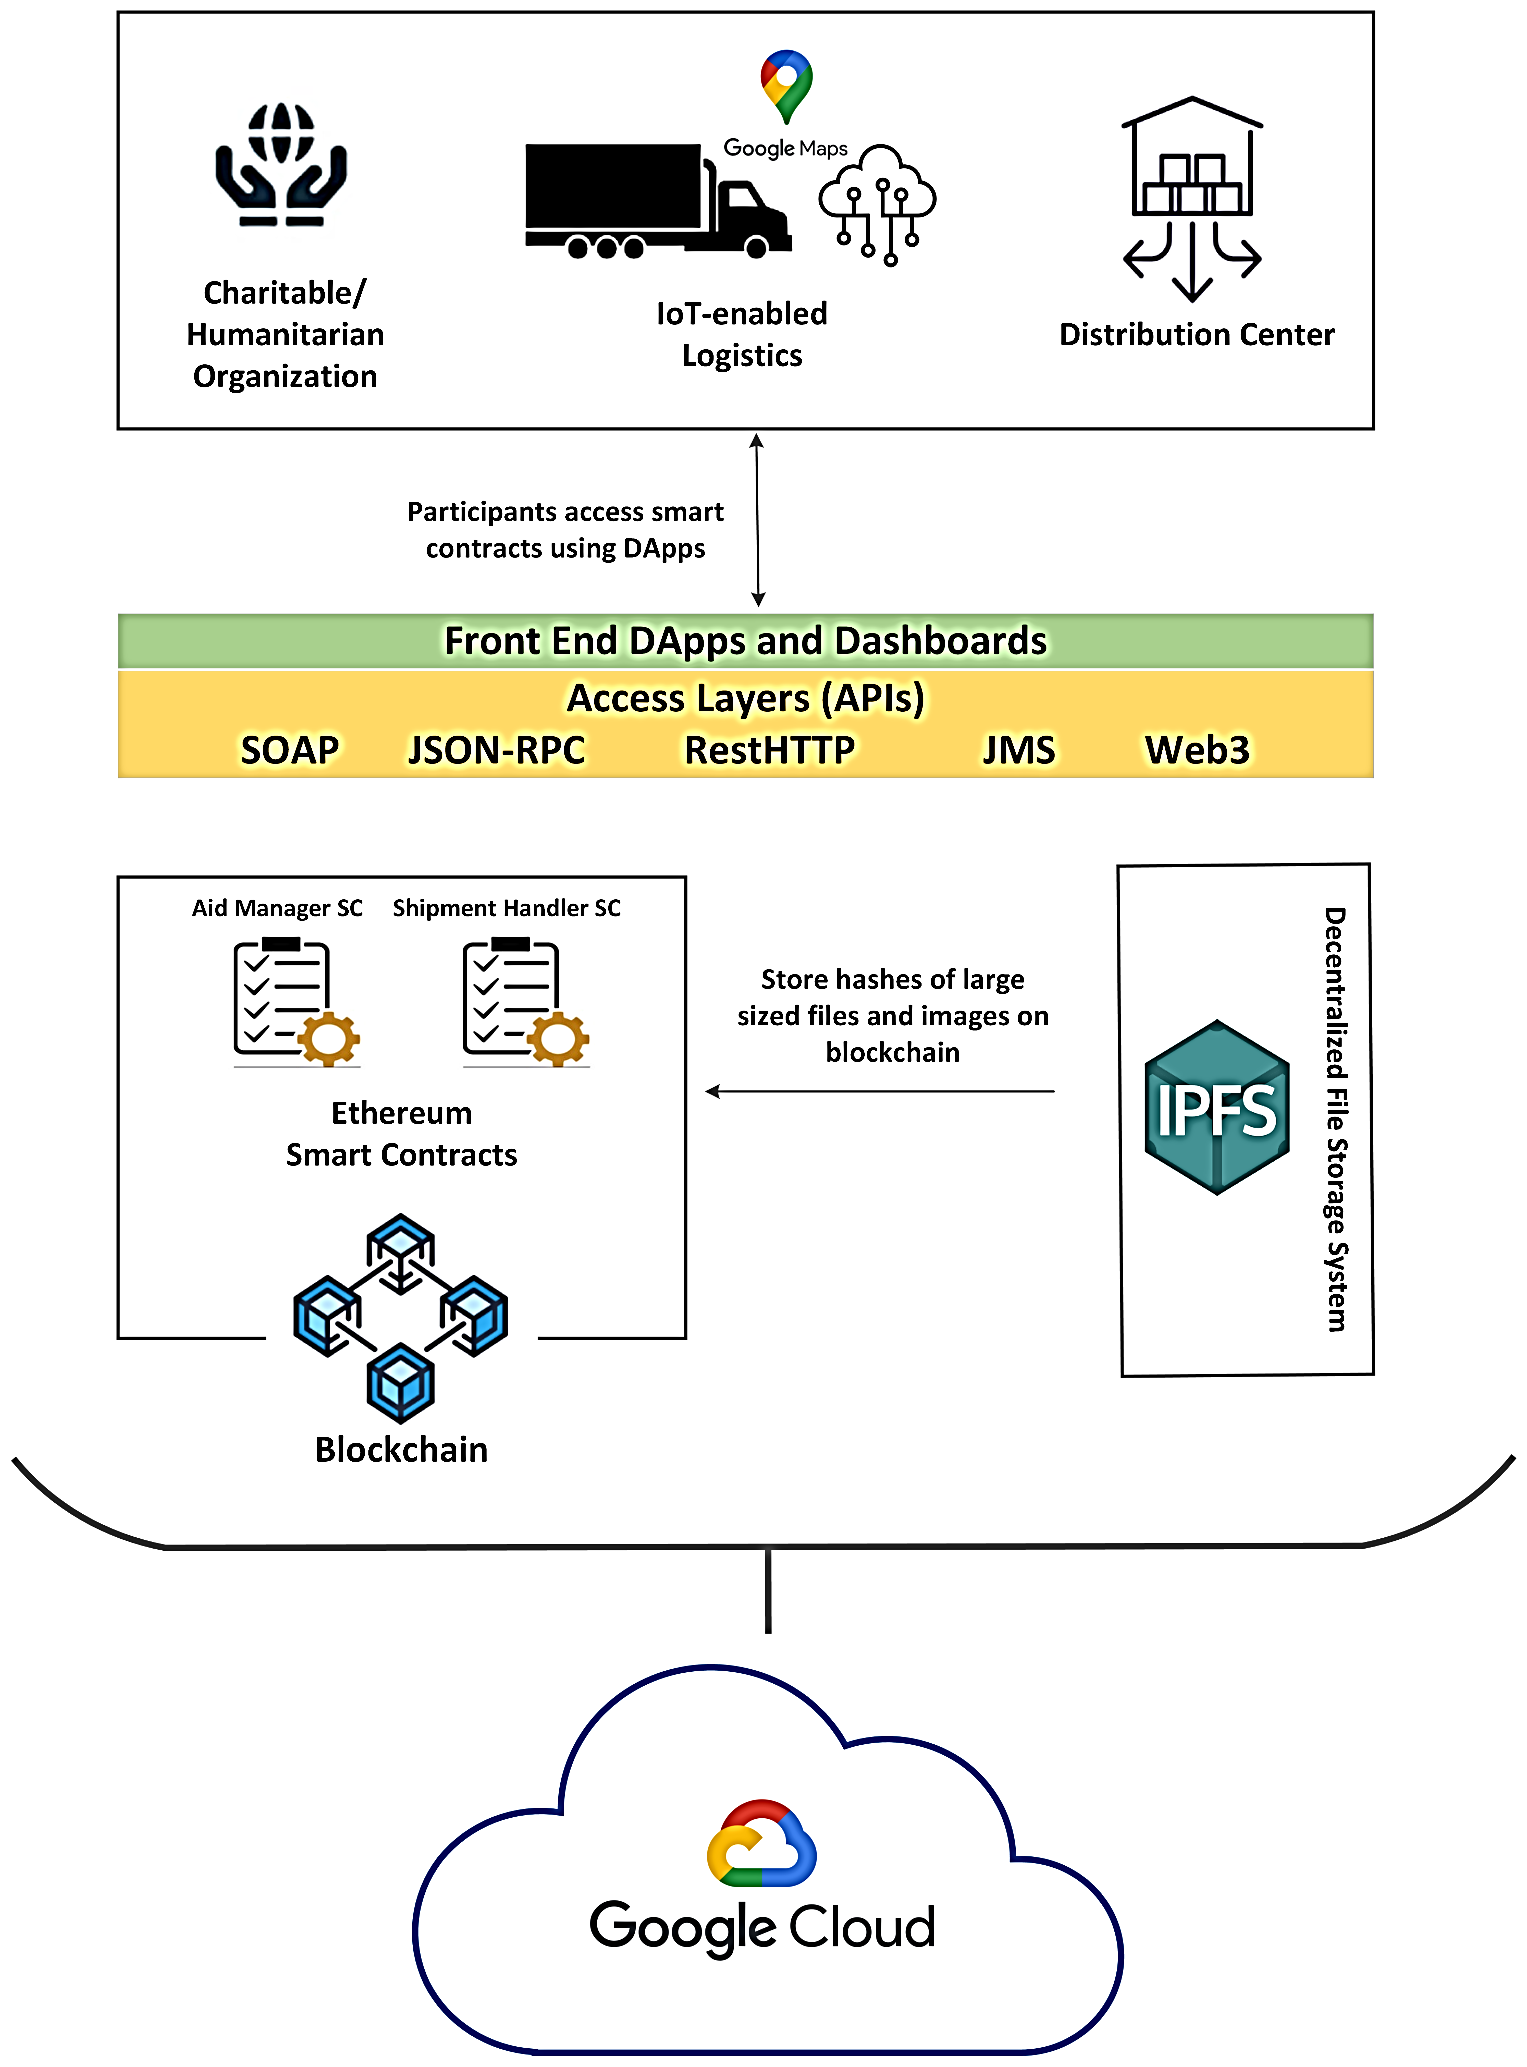 Google Maps
Charitable/
Humanitarian
Organization
IoT-enabled
Logistics
Distribution Center
Participants access smart
contracts using DApps
Front End DApps and Dashboards
Access Layers (APIs)
SOAP JSON-RPC RestHTTP JMS Web3
Aid Manager SC Shipment Handler SC
Ethereum
Smart Contracts
Blockchain
Store hashes of large
sized files and images on
blockchain
IPFS
Decentralized File Storage System
Google Cloud